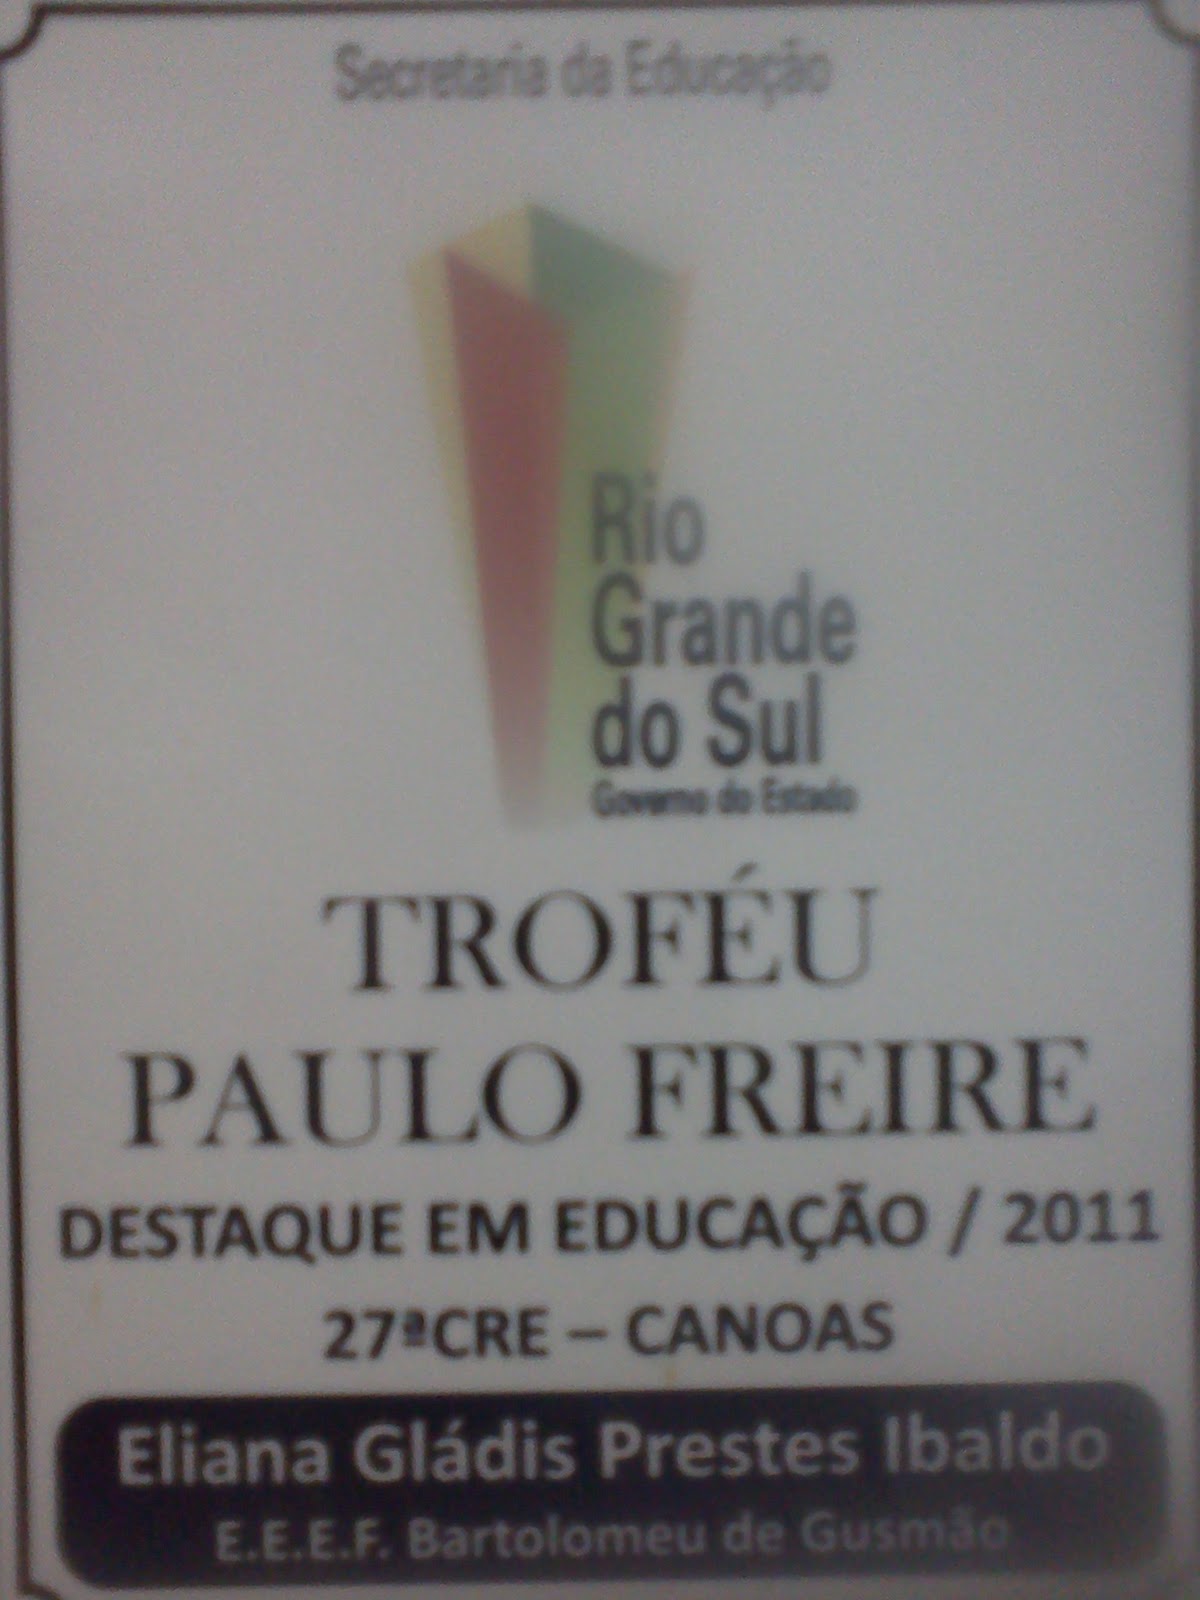 Secretaria da Educação
Rio
Grande
do Sul
Governo do Estado
TROFÉU
PAULO FREIRE
DESTAQUE EM EDUCAÇÃO / 2011
27ªCRE – CANOAS
Eliana Gládis Prestes Ibaldo
E.E.E.F. Bartolomeu de Gusmão